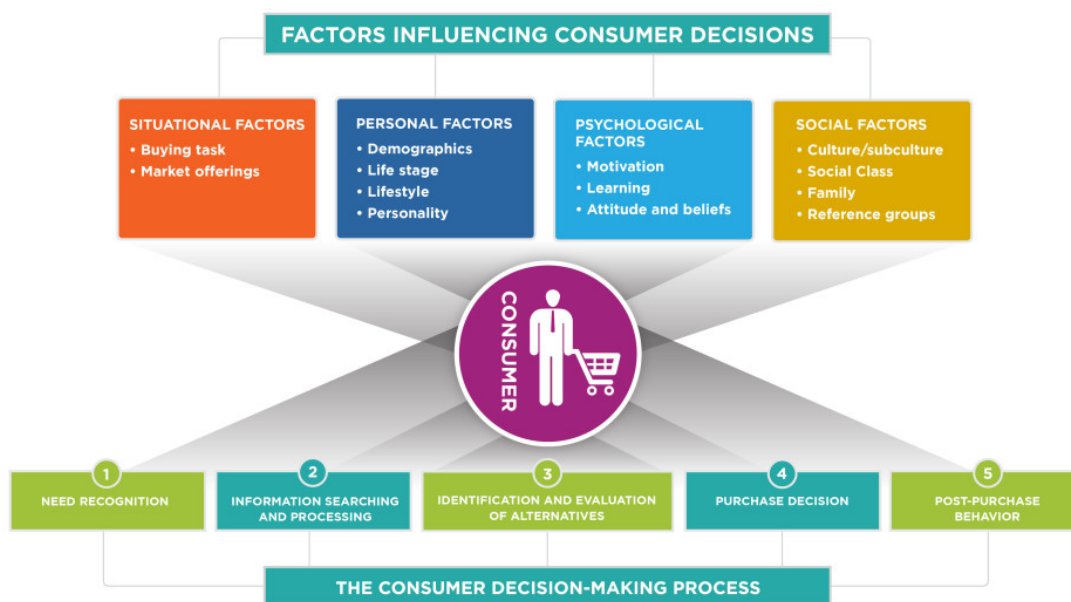 FACTORS INFLUENCING CONSUMER DECISIONS
SITUATIONAL FACTORS
• Buying task
• Market offerings
PERSONAL FACTORS
• Demographics
• Life stage
• Lifestyle
• Personality
PSYCHOLOGICAL
FACTORS
• Motivation
• Learning
• Attitude and beliefs
SOCIAL FACTORS
• Culture/subculture
• Social Class
• Family
• Reference groups
CONSUMER
1
NEED RECOGNITION
2
INFORMATION SEARCHING
AND PROCESSING
3
IDENTIFICATION AND EVALUATION
OF ALTERNATIVES
4
PURCHASE DECISION
5
POST-PURCHASE
BEHAVIOR
THE CONSUMER DECISION-MAKING PROCESS